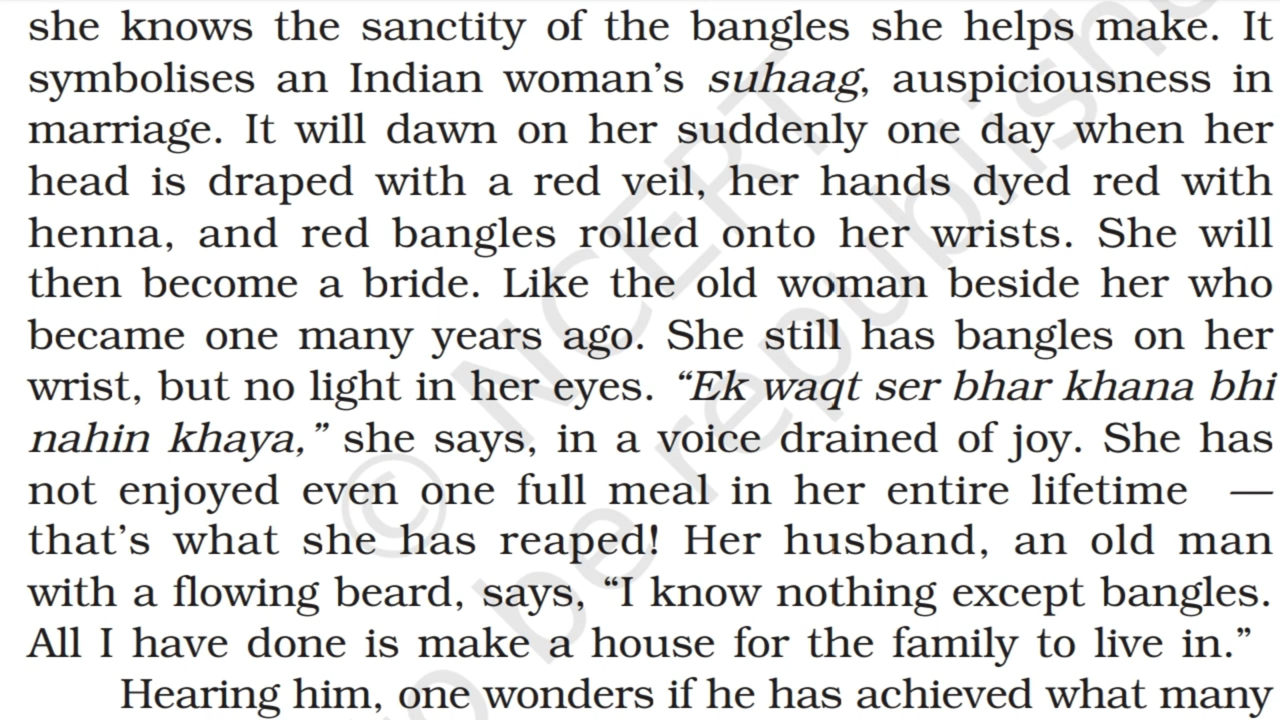 she knows the sanctity of the bangles she helps make. It
symbolises an Indian woman's suhaag, auspiciousness in
marriage. It will dawn on her suddenly one day when her
head is draped with a red veil, her hands dyed red with
henna, and red bangles rolled onto her wrists. She will
then become a bride. Like the old woman beside her who
became one many years ago. She still has bangles on her
wrist, but no light in her eyes. “Ek waqt ser bhar khana bhi
nahin khaya,” she says, in a voice drained of joy. She has
not enjoyed even one full meal in her entire lifetime —
that's what she has reaped! Her husband, an old man
with a flowing beard, says, “I know nothing except bangles.
All I have done is make a house for the family to live in.”
Hearing him, one wonders if he has achieved what many
© NCERT
to be republishe